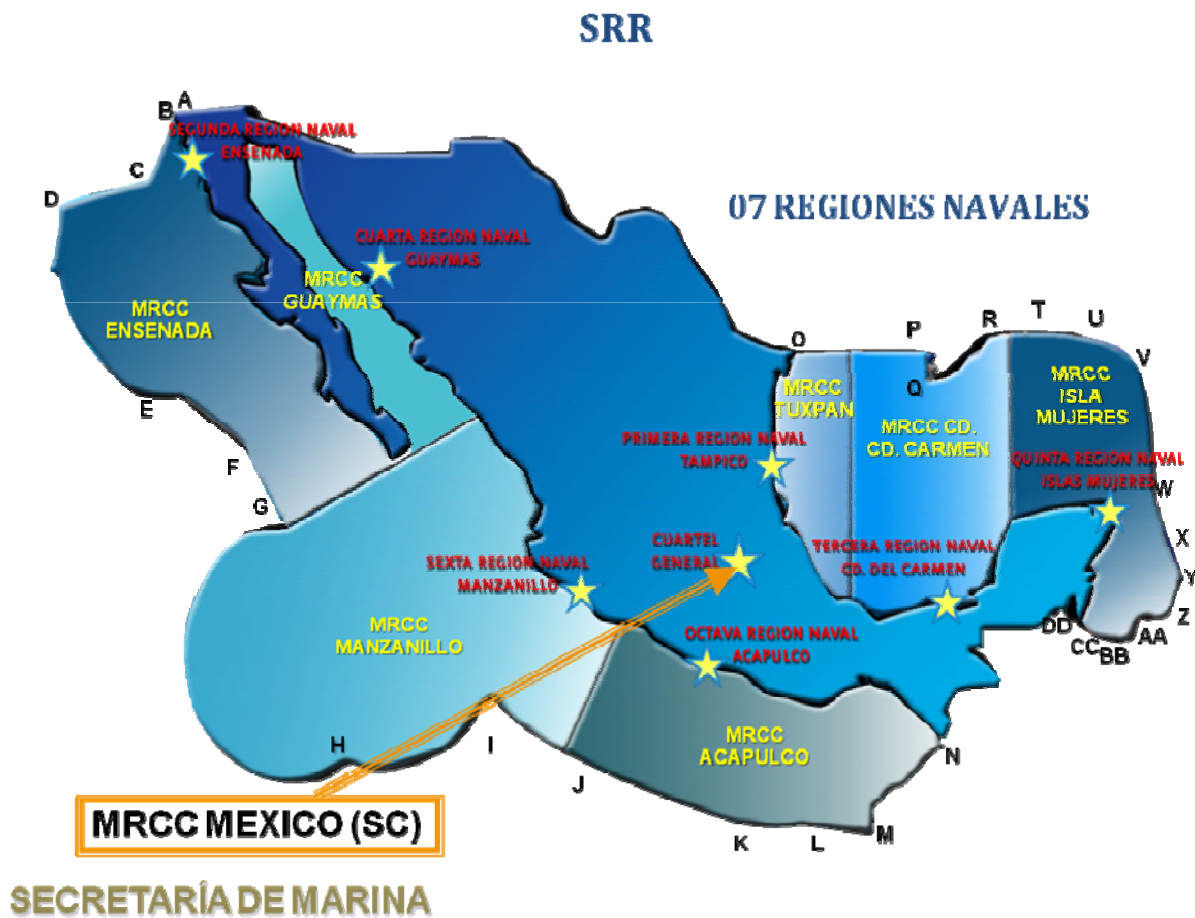 SRR
A
B
SEGUNDA REGION NAVAL
ENSENADA
C
D
07 REGIONES NAVALES
CUARTA REGION NAVAL
GUAYMAS
MRCC
GUAYMAS
MRCC
ENSENADA
O
P
R
T
U
V
Q
MRCC
TUXPAN
MRCC
ISLA
MUJERES
MRCC CD.
CD. CARMEN
E
F
G
PRIMERA REGION NAVAL
TAMPICO
QUINTA REGION NAVAL
ISLAS MUJERES
W
X
Y
Z
CUARTEL
GENERAL
TERCERA REGION NAVAL
CD. DEL CARMEN
SEXTA REGION NAVAL
MANZANILLO
MRCC
MANZANILLO
OCTAVA REGION NAVAL
ACAPULCO
DD
CC
BB
AA
MRCC
ACAPULCO
H
I
J
K
L
M
N
MRCC MEXICO (SC)
SECRETARÍA DE MARINA